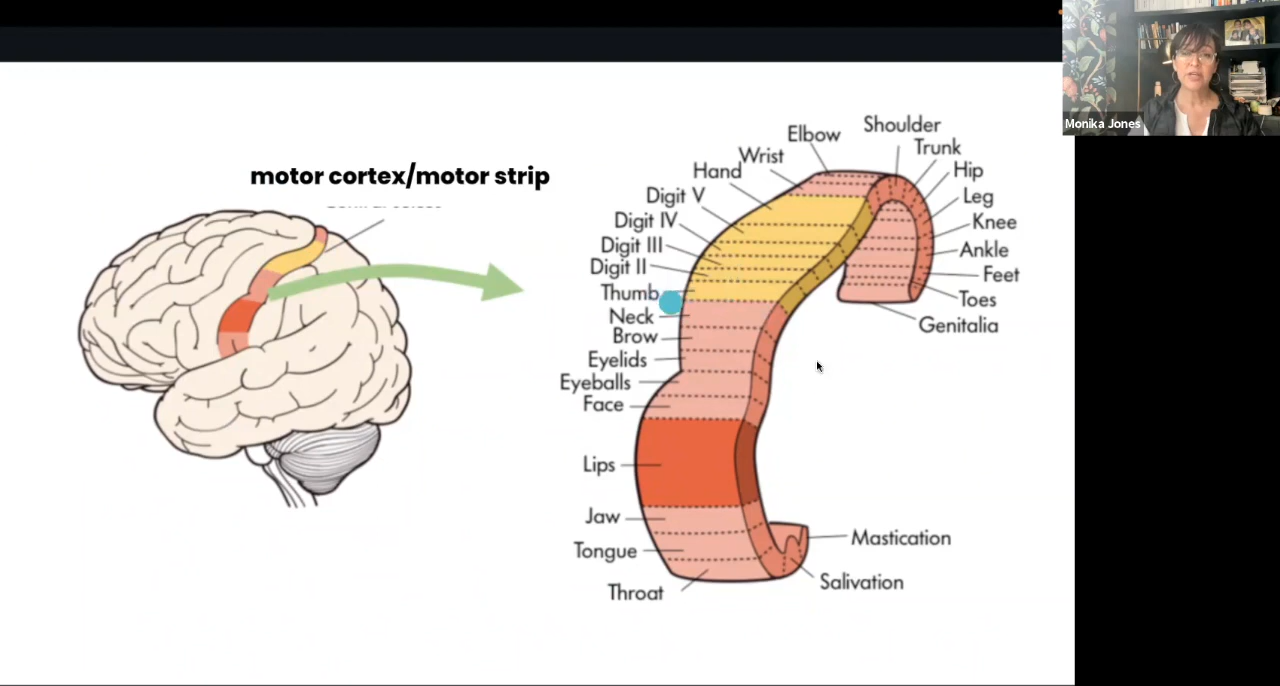 Monika Jones
motor cortex/motor strip
Elbow
Shoulder
Wrist
Trunk
Hand
Hip
Digit V
Leg
Digit IV
Knee
Digit III
Ankle
Digit II
Feet
Thumb
Toes
Neck
Genitalia
Brow
Eyelids
Eyeballs
Face
Lips
Jaw
Mastication
Tongue
Salivation
Throat